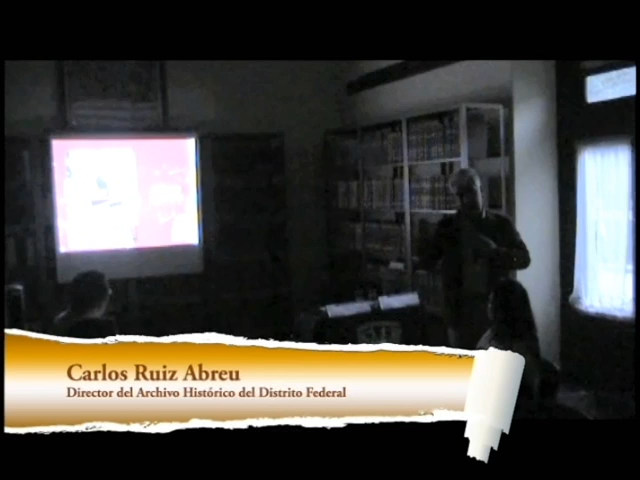 Carlos Ruiz Abreu
Director del Archivo Histórico del Distrito Federal